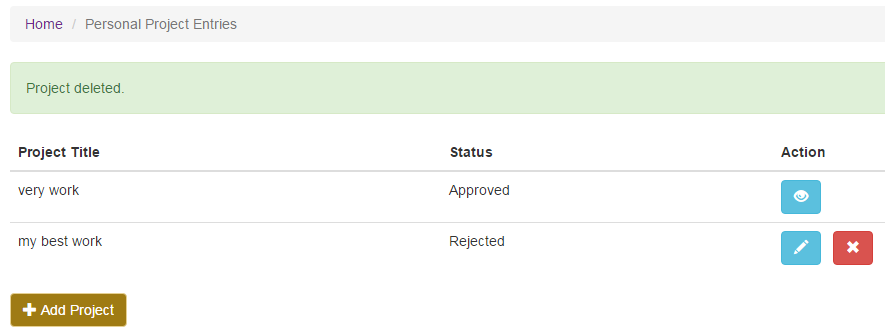 Home / Personal Project Entries
Project deleted.
Project Title Status Action
very work Approved
my best work Rejected
Add Project